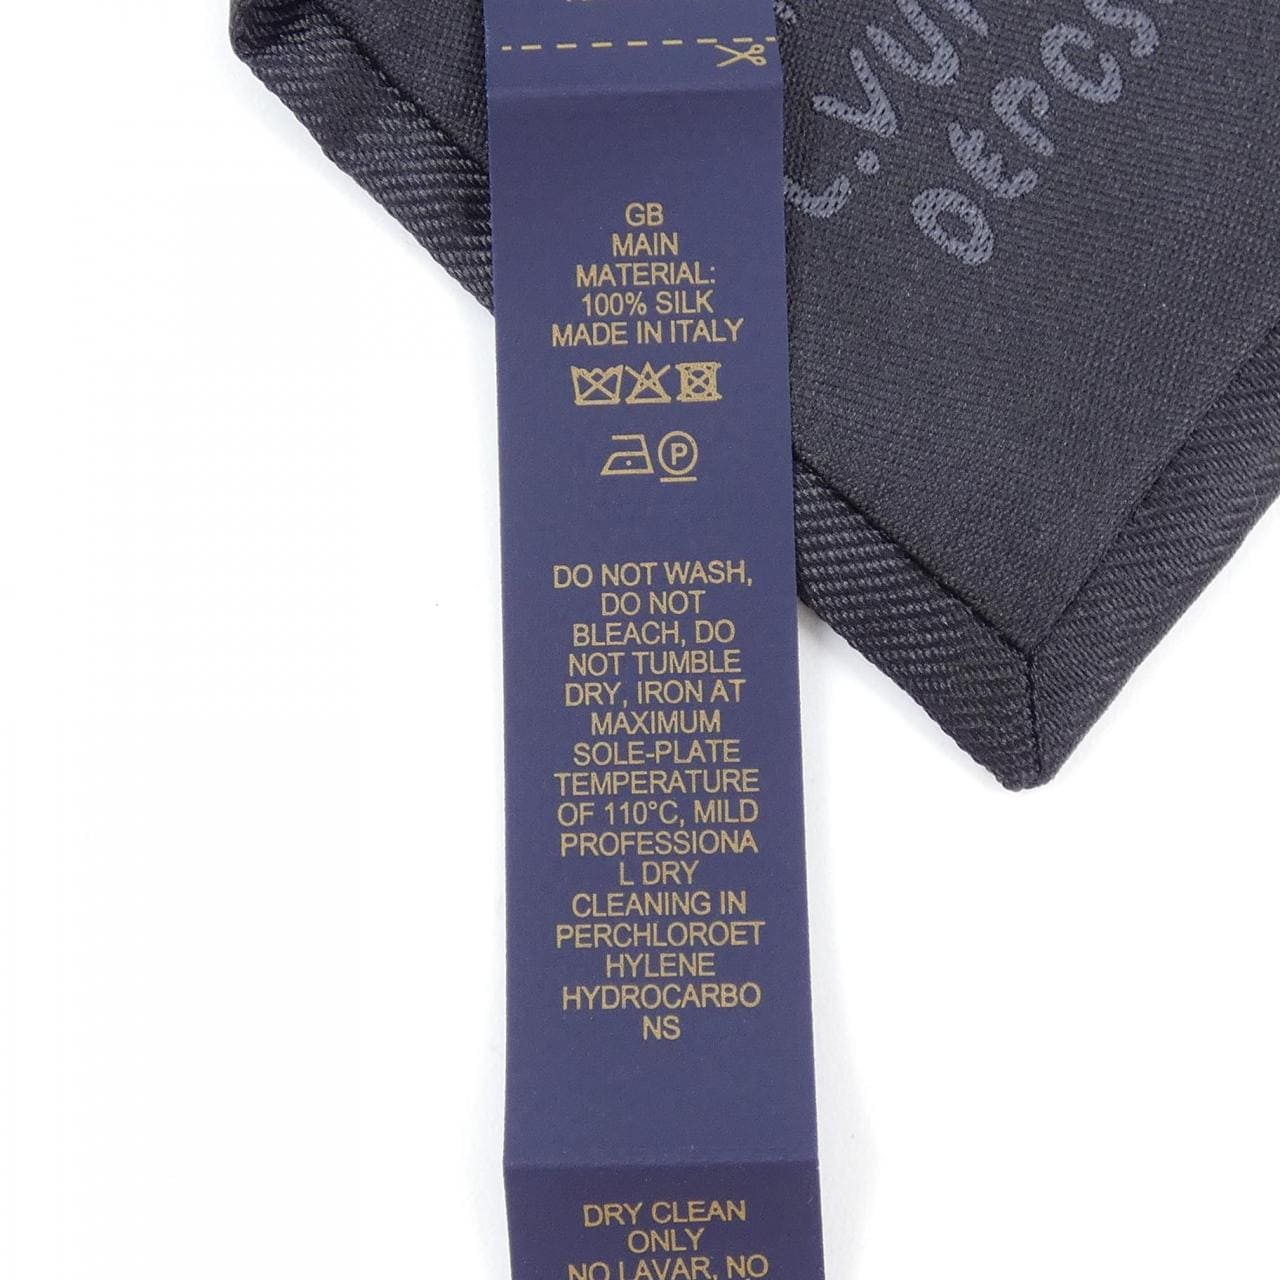 GB
MAIN
MATERIAL:
100% SILK
MADE IN ITALY
P
DO NOT WASH,
DO NOT
BLEACH, DO
NOT TUMBLE
DRY, IRON AT
MAXIMUM
SOLE-PLATE
TEMPERATURE
OF 110°C, MILD
PROFESSIONA
L DRY
CLEANING IN
PERCHLOROET
HYLENE
HYDROCARBO
NS
DRY CLEAN
ONLY
NO LAVAR, NO